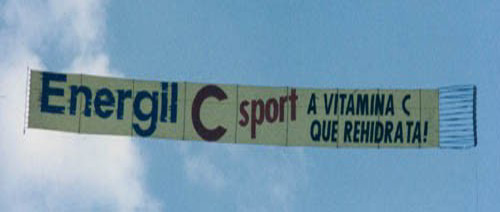 Energil C sport A VITAMINA C
QUE REHIDRATA!